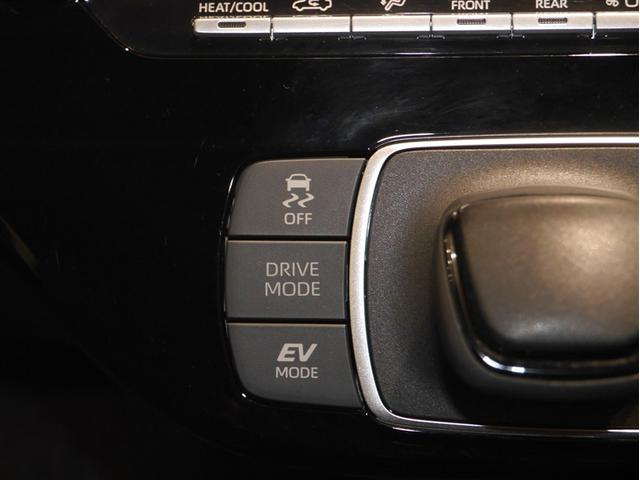 HEAT/COOL FRONT REAR
OFF
DRIVE
MODE
EV
MODE